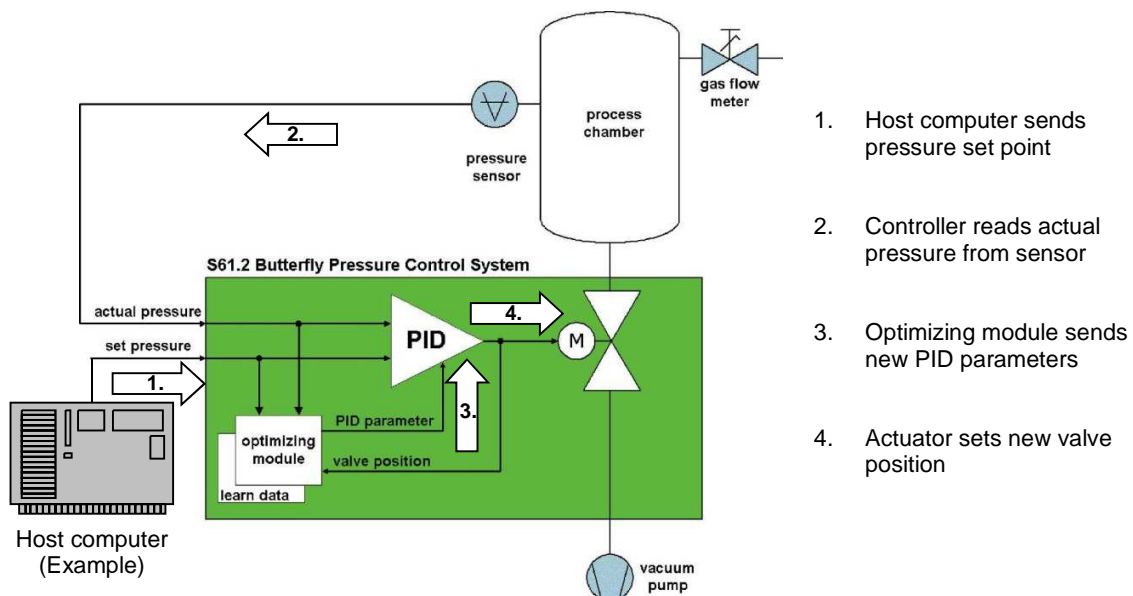 process
chamber
gas flow
meter
2.
pressure
sensor
S61.2 Butterfly Pressure Control System
actual pressure
set pressure
1.
PID
4.
M
3.
PID parameter
optimizing
module
valve position
learn data
Host computer
(Example)
vacuum
pump
1. Host computer sends
pressure set point
2. Controller reads actual
pressure from sensor
3. Optimizing module sends
new PID parameters
4. Actuator sets new valve
position